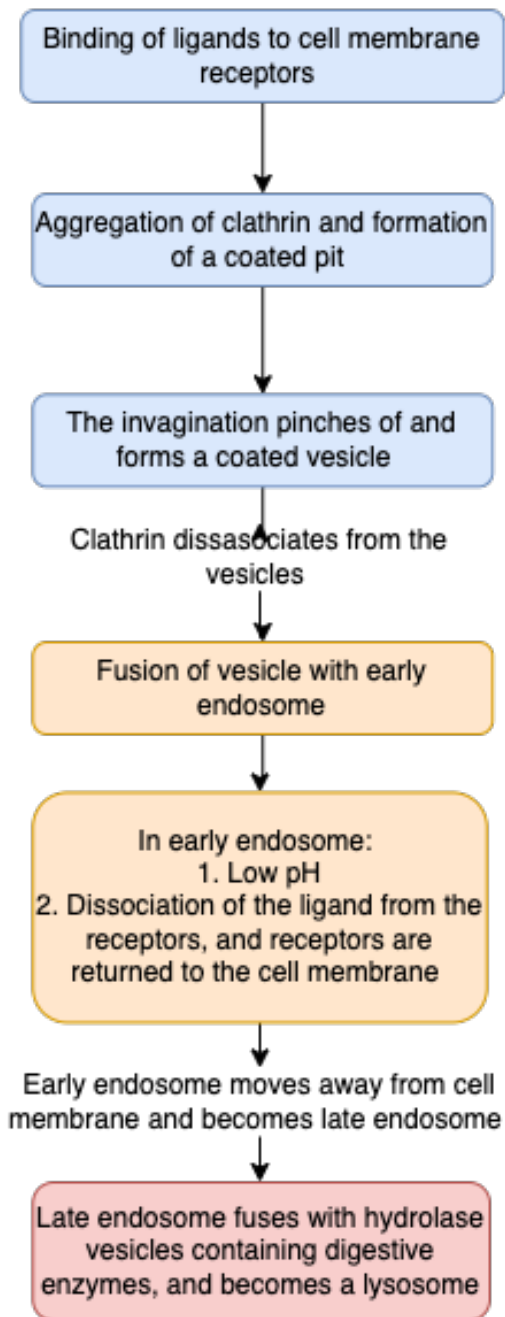 Binding of ligands to cell membrane
receptors
Aggregation of clathrin and formation
of a coated pit
The invagination pinches of and
forms a coated vesicle
Clathrin dissasociates from the
vesicles
Fusion of vesicle with early
endosome
In early endosome:
1. Low pH
2. Dissociation of the ligand from the
receptors, and receptors are
returned to the cell membrane
Early endosome moves away from cell
membrane and becomes late endosome
Late endosome fuses with hydrolase
vesicles containing digestive
enzymes, and becomes a lysosome